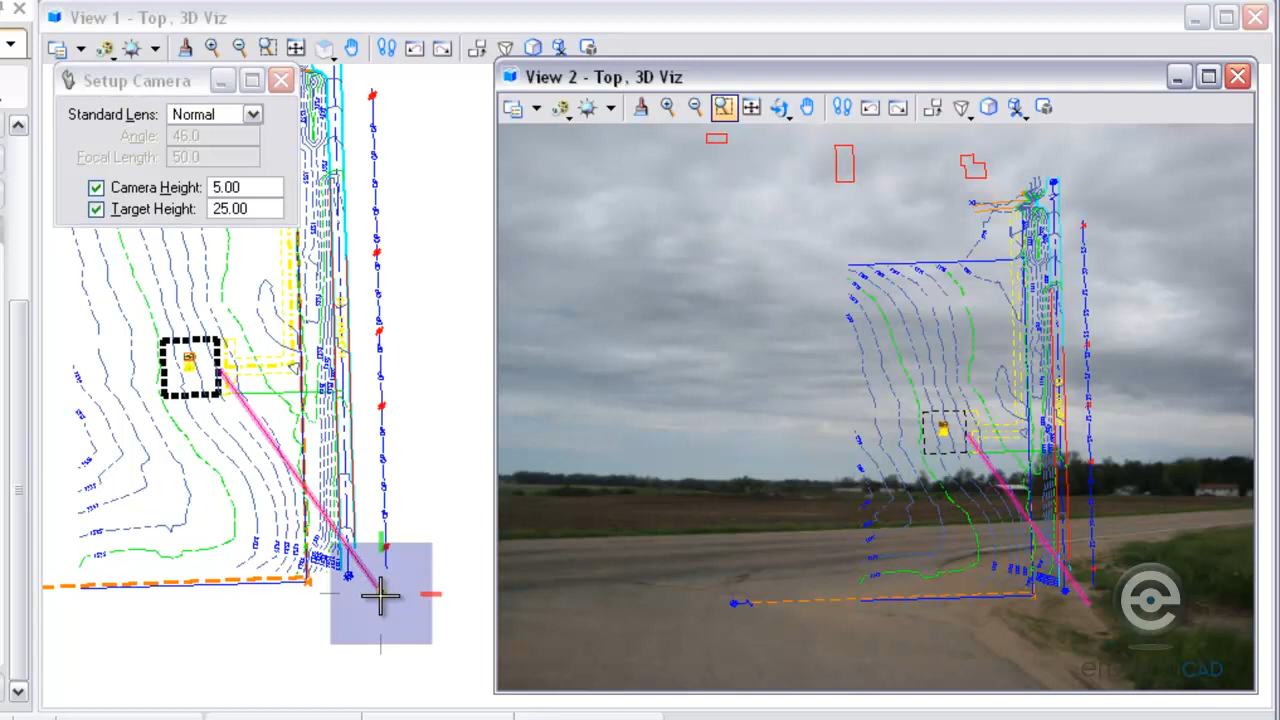 View 1 - Top, 3D Viz
Setup Camera
Standard Lens: Normal
Angle: 46.0
Focal Length: 50.0
Camera Height: 5.00
Target Height: 25.00
View 2 - Top, 3D Viz